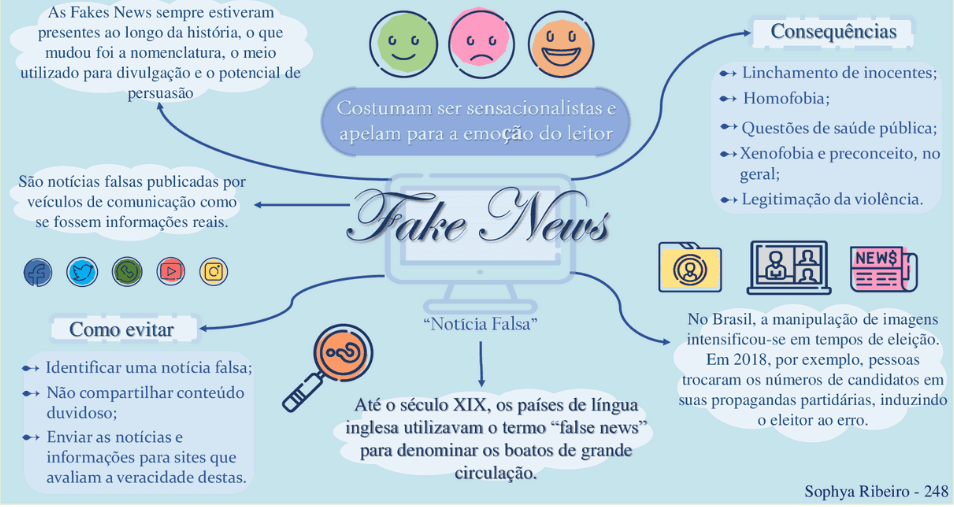 As Fakes News sempre estiveram
presentes ao longo da história, o que
mudou foi a nomenclatura, o meio
utilizado para divulgação e o potencial de
persuasão
Costumam ser sensacionalistas e
apelam para a emoção do leitor
Consequências
Linchamento de inocentes;
Homofobia;
Questões de saúde pública;
Xenofobia e preconceito, no
geral;
Legitimação da violência.
São notícias falsas publicadas por
veículos de comunicação como
se fossem informações reais.
Fake News
"Notícia Falsa"
NEW$
Como evitar
Identificar uma notícia falsa;
Não compartilhar conteúdo
duvidoso;
Enviar as notícias e
informações para sites que
avaliam a veracidade destas.
Até o século XIX, os países de língua
inglesa utilizavam o termo “false news”
para denominar os boatos de grande
circulação.
No Brasil, a manipulação de imagens
intensificou-se em tempos de eleição.
Em 2018, por exemplo, pessoas
trocaram os números de candidatos em
suas propagandas partidárias, induzindo
o eleitor ao erro.
Sophya Ribeiro - 248